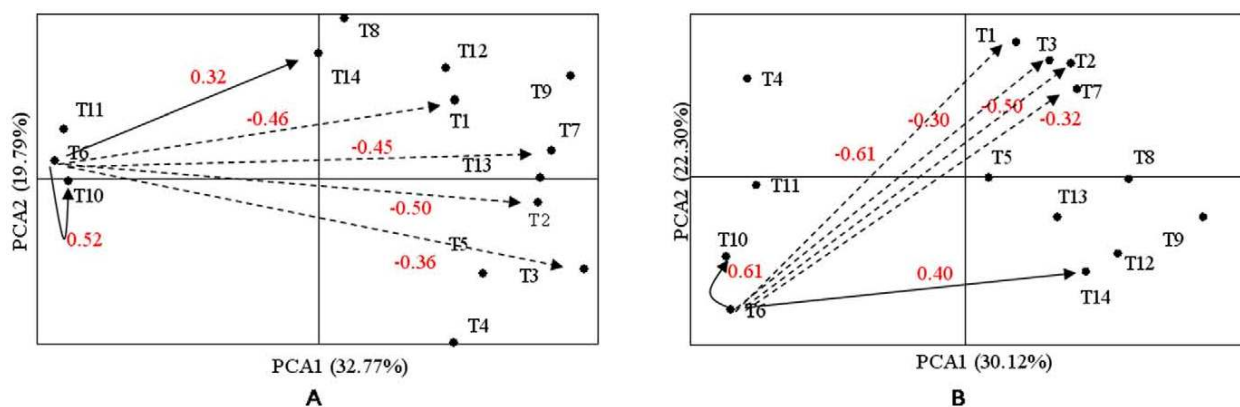 T8
T12
T14
T9
T11
T1
T7
T6
T13
T10
T2
T5
T3
T4
0.32
-0.46
-0.45
-0.50
-0.36
0.52
PCA2 (19.79%)
PCA1 (32.77%)
A
T1
T3
T2
T4
T7
T5
T8
T11
T13
T10
T9
T12
T14
T6
-0.50
-0.30
-0.32
-0.61
0.61
0.40
PCA2 (22.30%)
PCA1 (30.12%)
B